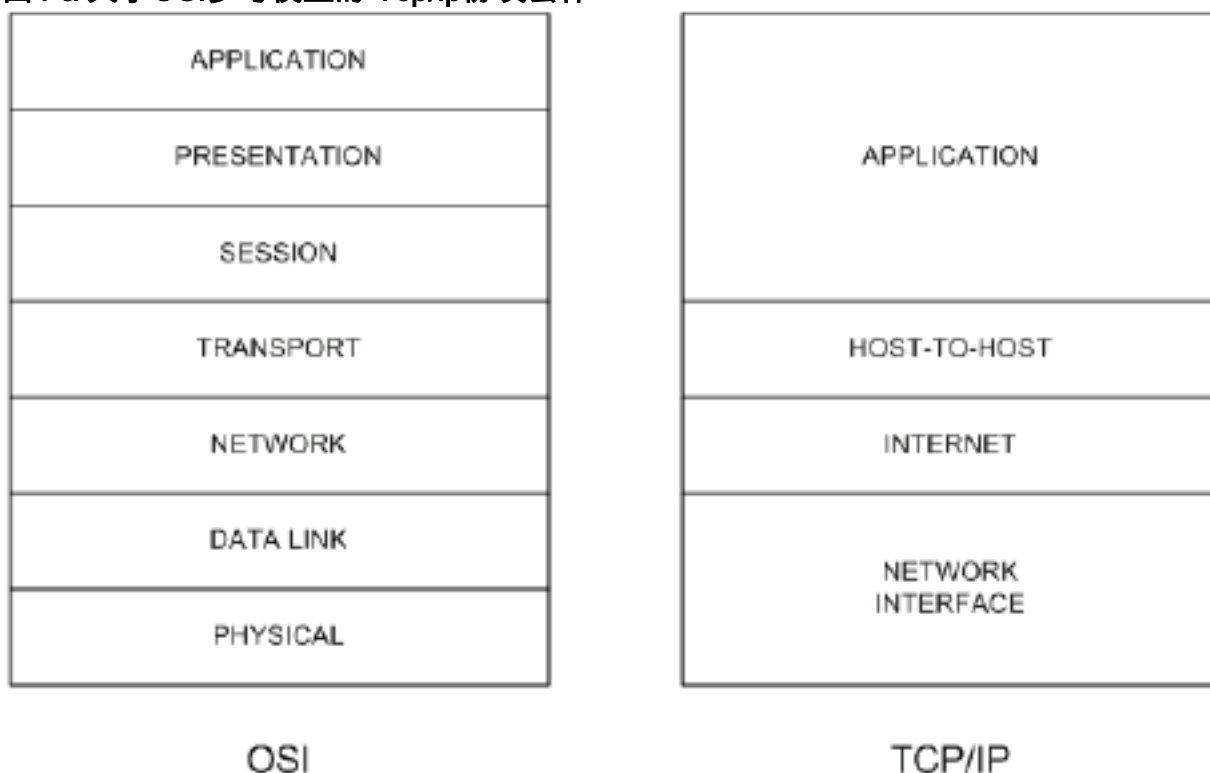 APPLICATION
PRESENTATION
SESSION
TRANSPORT
NETWORK
DATA LINK
PHYSICAL
OSI
APPLICATION
HOST-TO-HOST
INTERNET
NETWORK
INTERFACE
TCP/IP